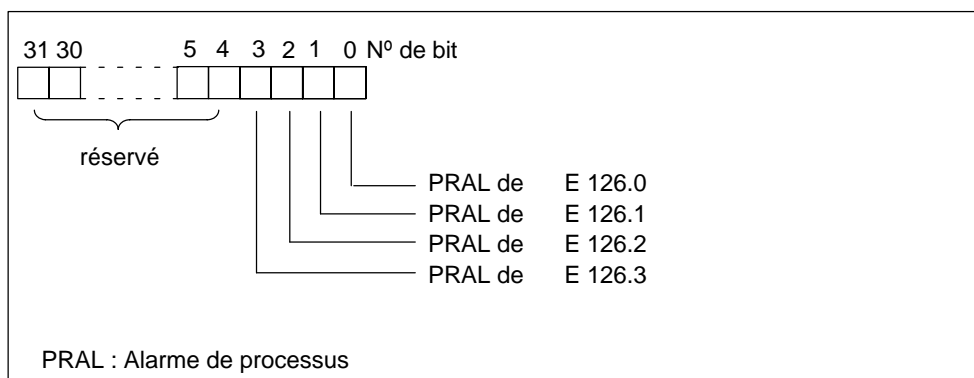 31 30 5 4 3 2 1 0 Nº de bit
réservé
PRAL de E 126.0
PRAL de E 126.1
PRAL de E 126.2
PRAL de E 126.3
PRAL : Alarme de processus